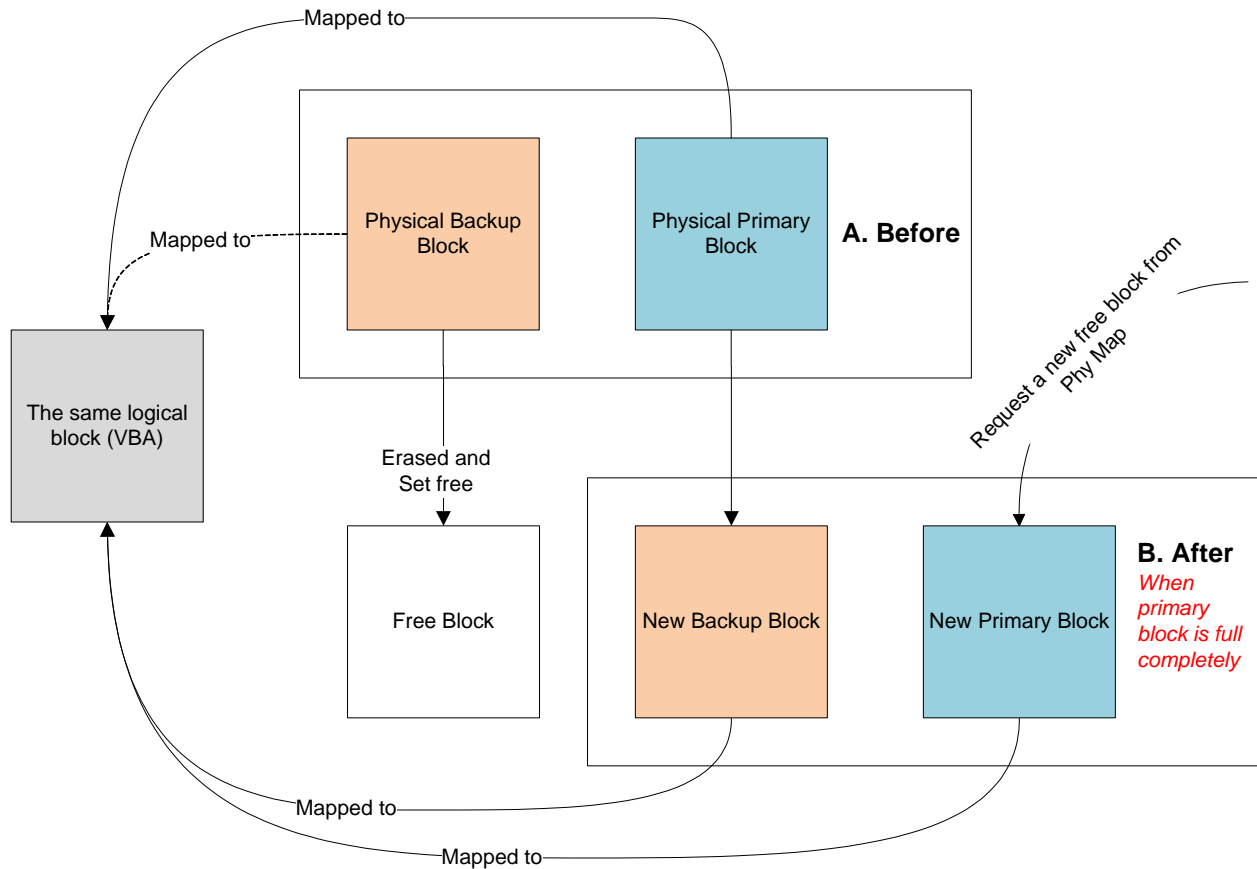 Mapped to
Physical Backup
Block
Physical Primary
Block
A. Before
Mapped to
Request a new free block from
Phy Map
The same logical
block (VBA)
Erased and
Set free
Free Block
New Backup Block
New Primary Block
B. After
When
primary
block is full
completely
Mapped to
Mapped to